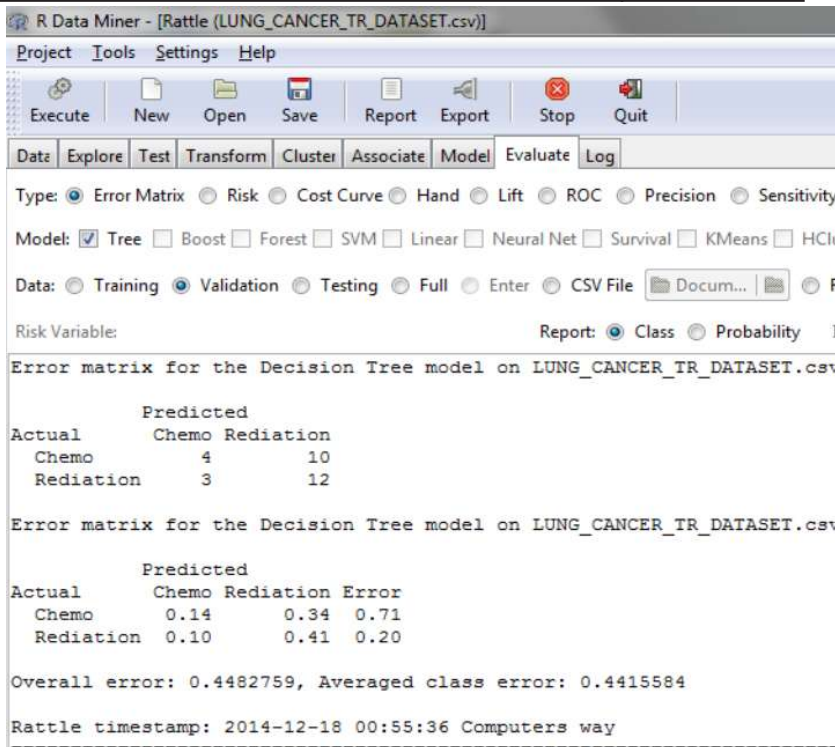 R Data Miner - [Rattle (LUNG_CANCER_TR_DATASET.csv)]
Project Tools Settings Help
Execute New Open Save Report Export Stop Quit
Data Explore Test Transform Cluster Associate Model Evaluate Log
Type: Error Matrix Risk Cost Curve Hand Lift ROC Precision Sensitivity
Model: Tree Boost Forest SVM Linear Neural Net Survival KMeans HClu
Data: Training Validation Testing Full Enter CSV File Docum...
Risk Variable: Report: Class Probability
Error matrix for the Decision Tree model on LUNG_CANCER_TR_DATASET.csv
Predicted
Actual Chemo Rediation
Chemo 4 10
Rediation 3 12
Error matrix for the Decision Tree model on LUNG_CANCER_TR_DATASET.csv
Predicted
Actual Chemo Rediation Error
Chemo 0.14 0.34 0.71
Rediation 0.10 0.41 0.20
Overall error: 0.4482759, Averaged class error: 0.4415584
Rattle timestamp: 2014-12-18 00:55:36 Computers way